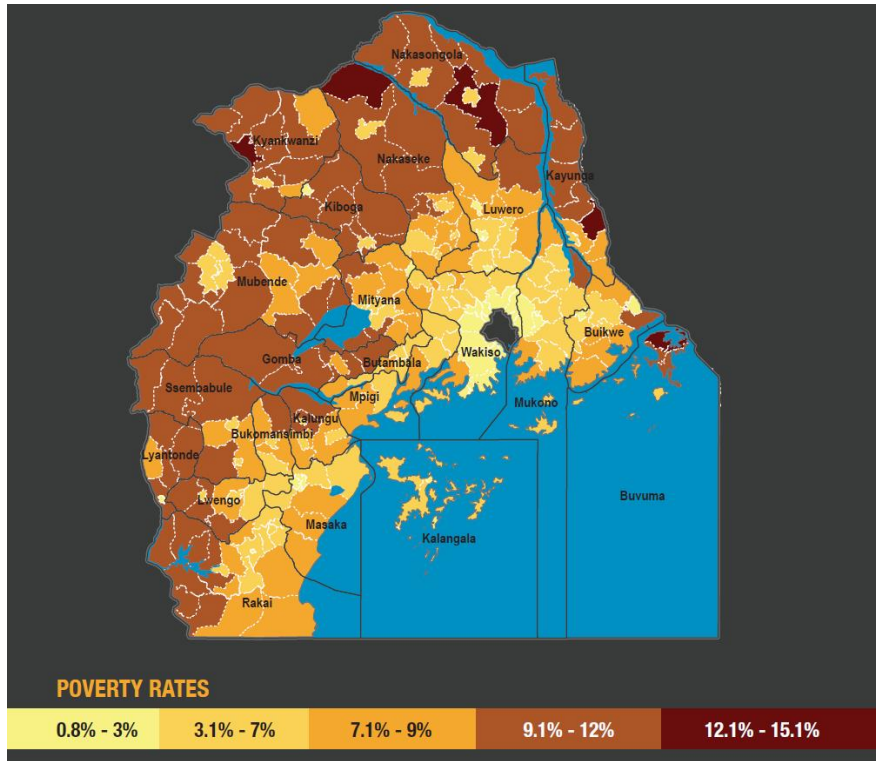 Nakasongola
Kyankwanzi
Nakaseke
Kayunga
Kiboga
Luwero
Mubende
Mityana
Buikwe
Wakiso
Gomba
Butambala
Ssembabule
Mpigi
Mukono
Kalungu
Bukomansimbi
Lyantonde
Lwengo
Buvuma
Masaka
Kalangala
Rakai
POVERTY RATES
0.8% - 3% 3.1% - 7% 7.1% - 9% 9.1% - 12% 12.1% - 15.1%